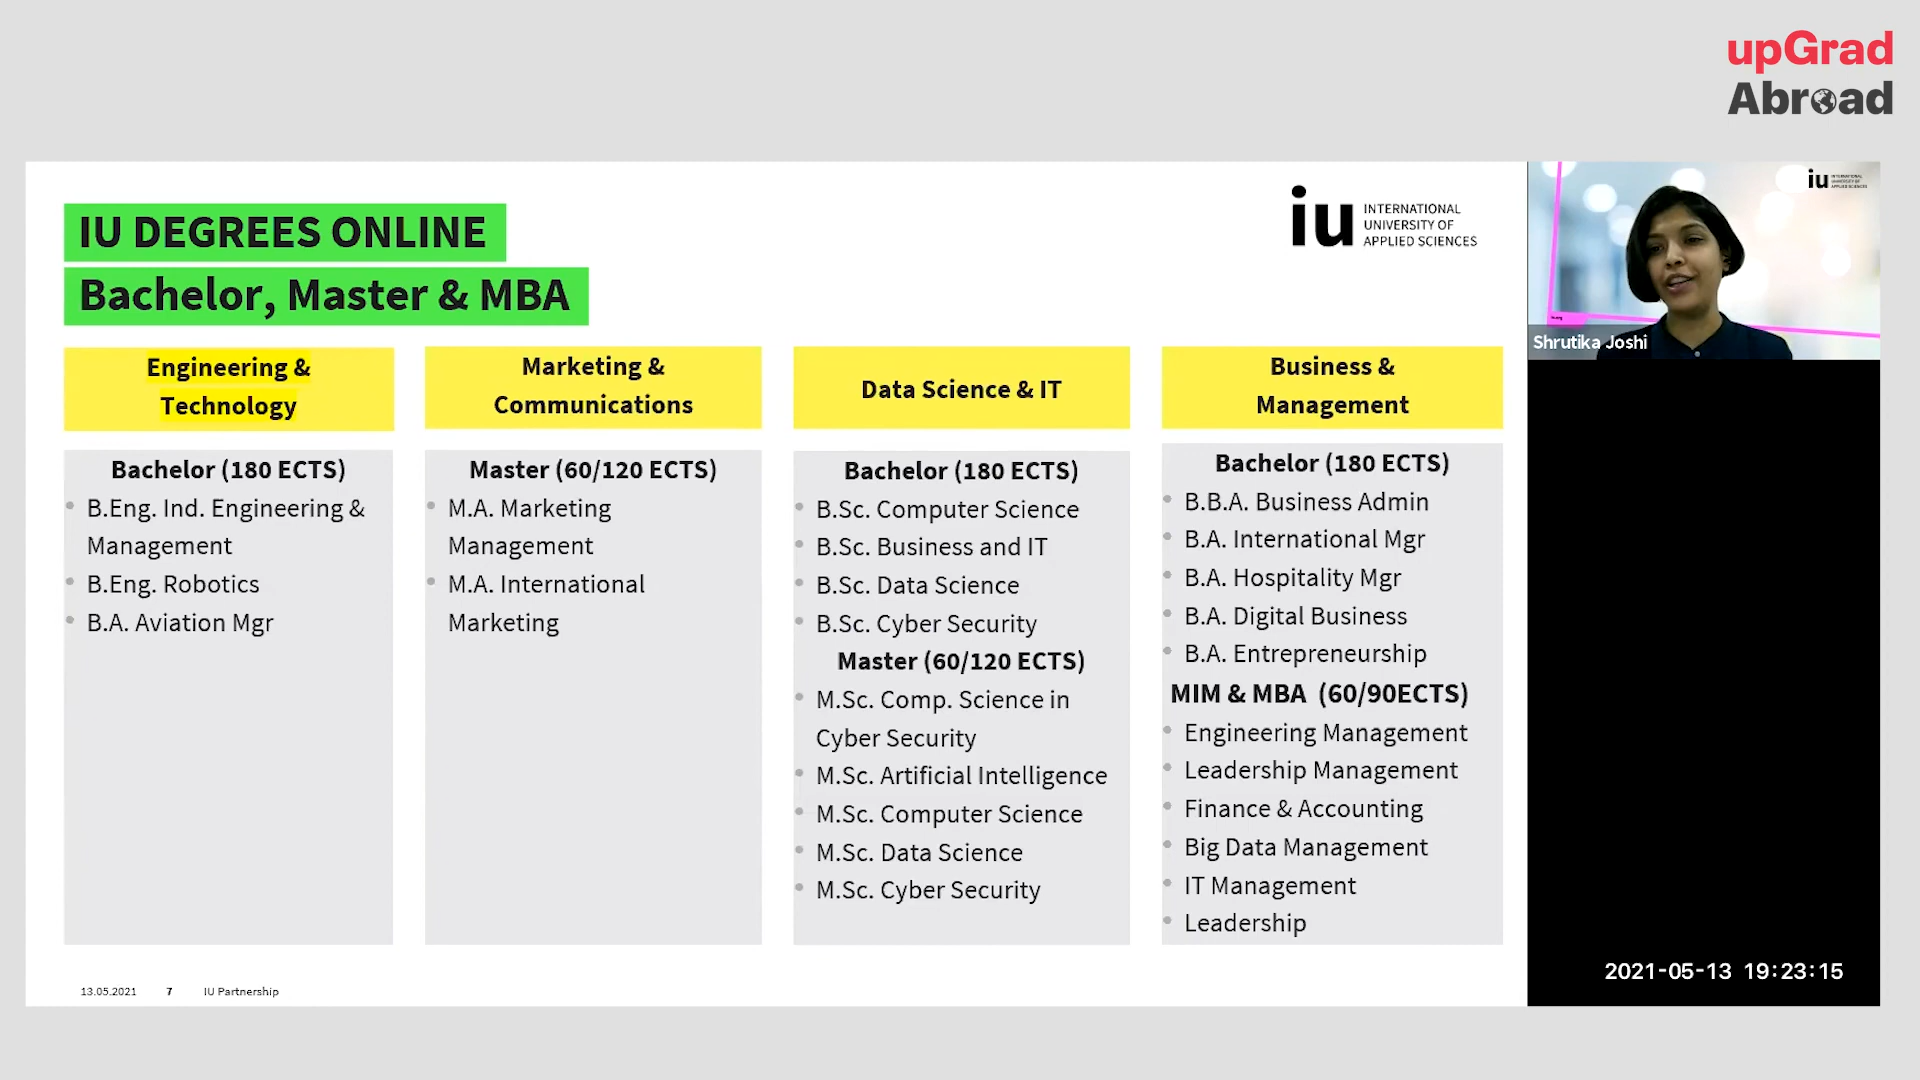 upGrad
Abroad
IU DEGREES ONLINE
Bachelor, Master & MBA
iu INTERNATIONAL
UNIVERSITY OF
APPLIED SCIENCES
iu INTERNATIONAL
UNIVERSITY OF
APPLIED SCIENCES
Shrutika Joshi
Engineering &
Technology
Bachelor (180 ECTS)
B.Eng. Ind. Engineering &
Management
B.Eng. Robotics
B.A. Aviation Mgr
Marketing &
Communications
Master (60/120 ECTS)
M.A. Marketing
Management
M.A. International
Marketing
Data Science & IT
Bachelor (180 ECTS)
B.Sc. Computer Science
B.Sc. Business and IT
B.Sc. Data Science
B.Sc. Cyber Security
Master (60/120 ECTS)
M.Sc. Comp. Science in
Cyber Security
M.Sc. Artificial Intelligence
M.Sc. Computer Science
M.Sc. Data Science
M.Sc. Cyber Security
Business &
Management
Bachelor (180 ECTS)
B.B.A. Business Admin
B.A. International Mgr
B.A. Hospitality Mgr
B.A. Digital Business
B.A. Entrepreneurship
MIM & MBA (60/90ECTS)
Engineering Management
Leadership Management
Finance & Accounting
Big Data Management
IT Management
Leadership
2021-05-13 19:23:15
13.05.2021 7 IU Partnership